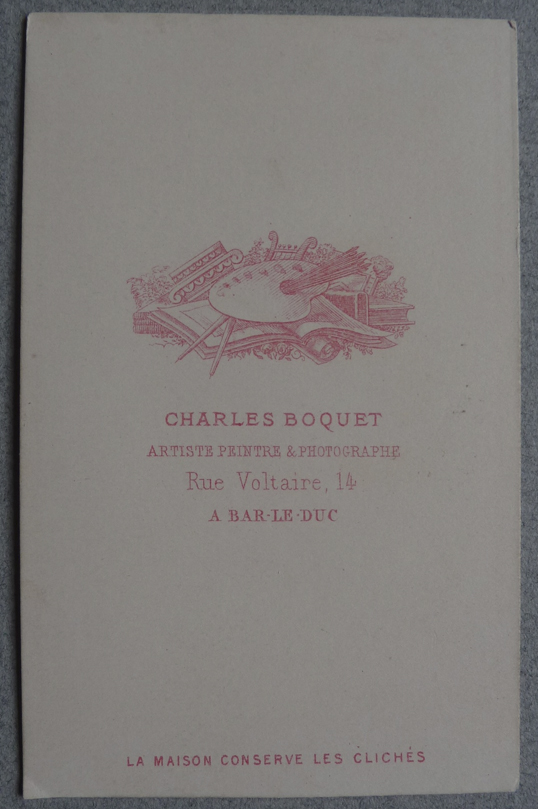 CHARLES BOQUET
ARTISTE PEINTRE & PHOTOGRAPHE
Rue Voltaire, 14
A BAR-LE-DUC
LA MAISON CONSERVE LES CLICHÉS